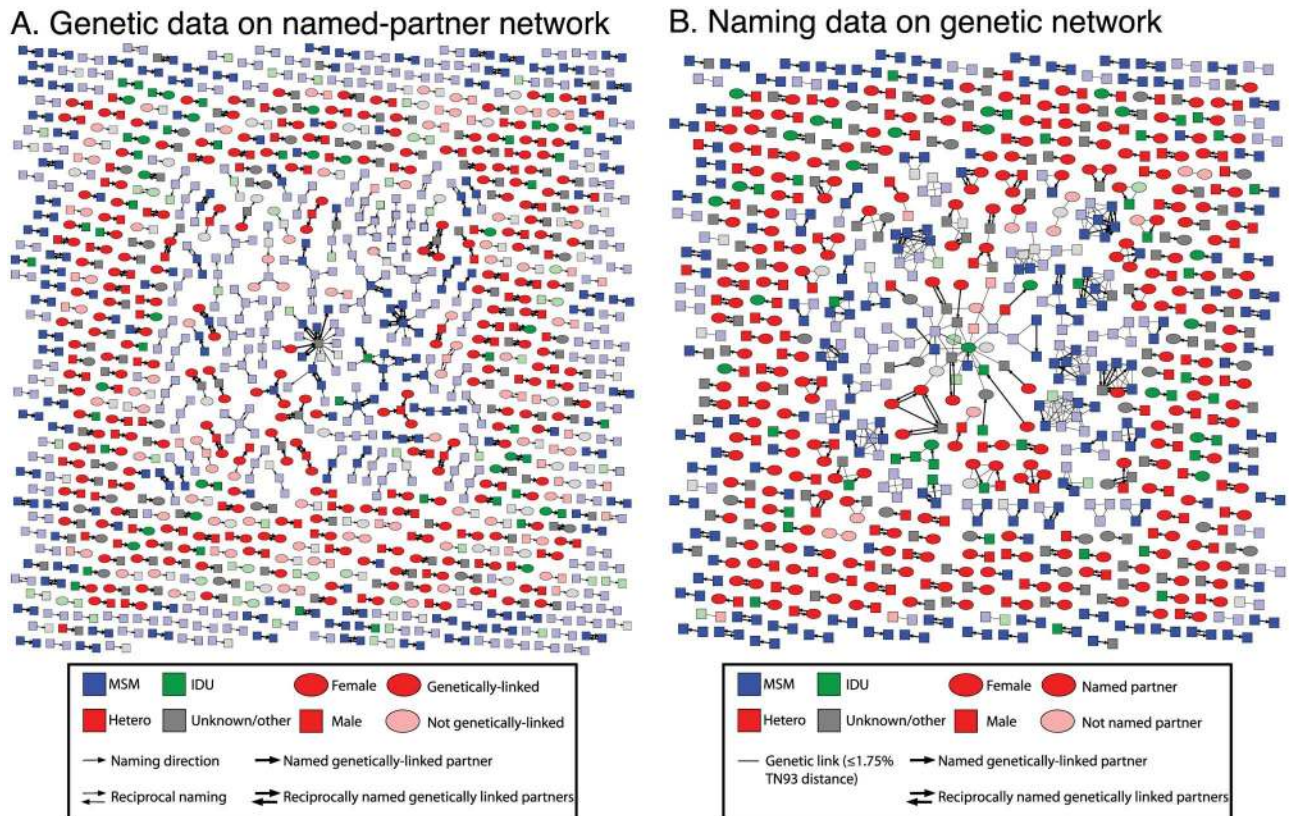 A. Genetic data on named-partner network
B. Naming data on genetic network
MSM
IDU
Female
Genetically-linked
Hetero
Unknown/other
Male
Not genetically-linked
Naming direction
Named genetically-linked partner
Reciprocal naming
Reciprocally named genetically linked partners
MSM
IDU
Female
Named partner
Hetero
Unknown/other
Male
Not named partner
Genetic link (≤1.75%
TN93 distance)
Named genetically-linked partner
Reciprocally named genetically linked partners